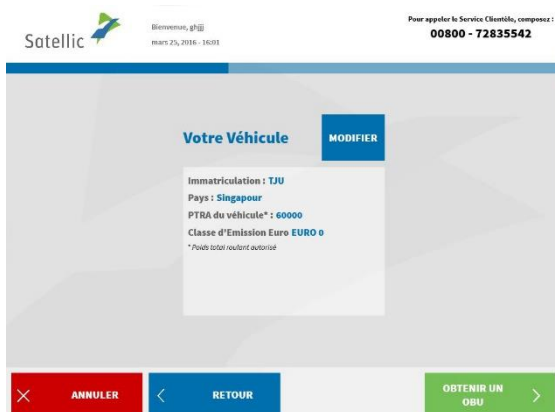 Satellic
Bienvenue, ghjjj
mars 25, 2016 - 16:01
Pour appeler le Service Clientèle, composez :
00800 - 72835542
Votre Véhicule
MODIFIER
Immatriculation : TJU
Pays : Singapour
PTRA du véhicule* : 60000
Classe d'Emission Euro EURO 0
* Poids total roulant autorisé
ANNULER
RETOUR
OBTENIR UN
OBU